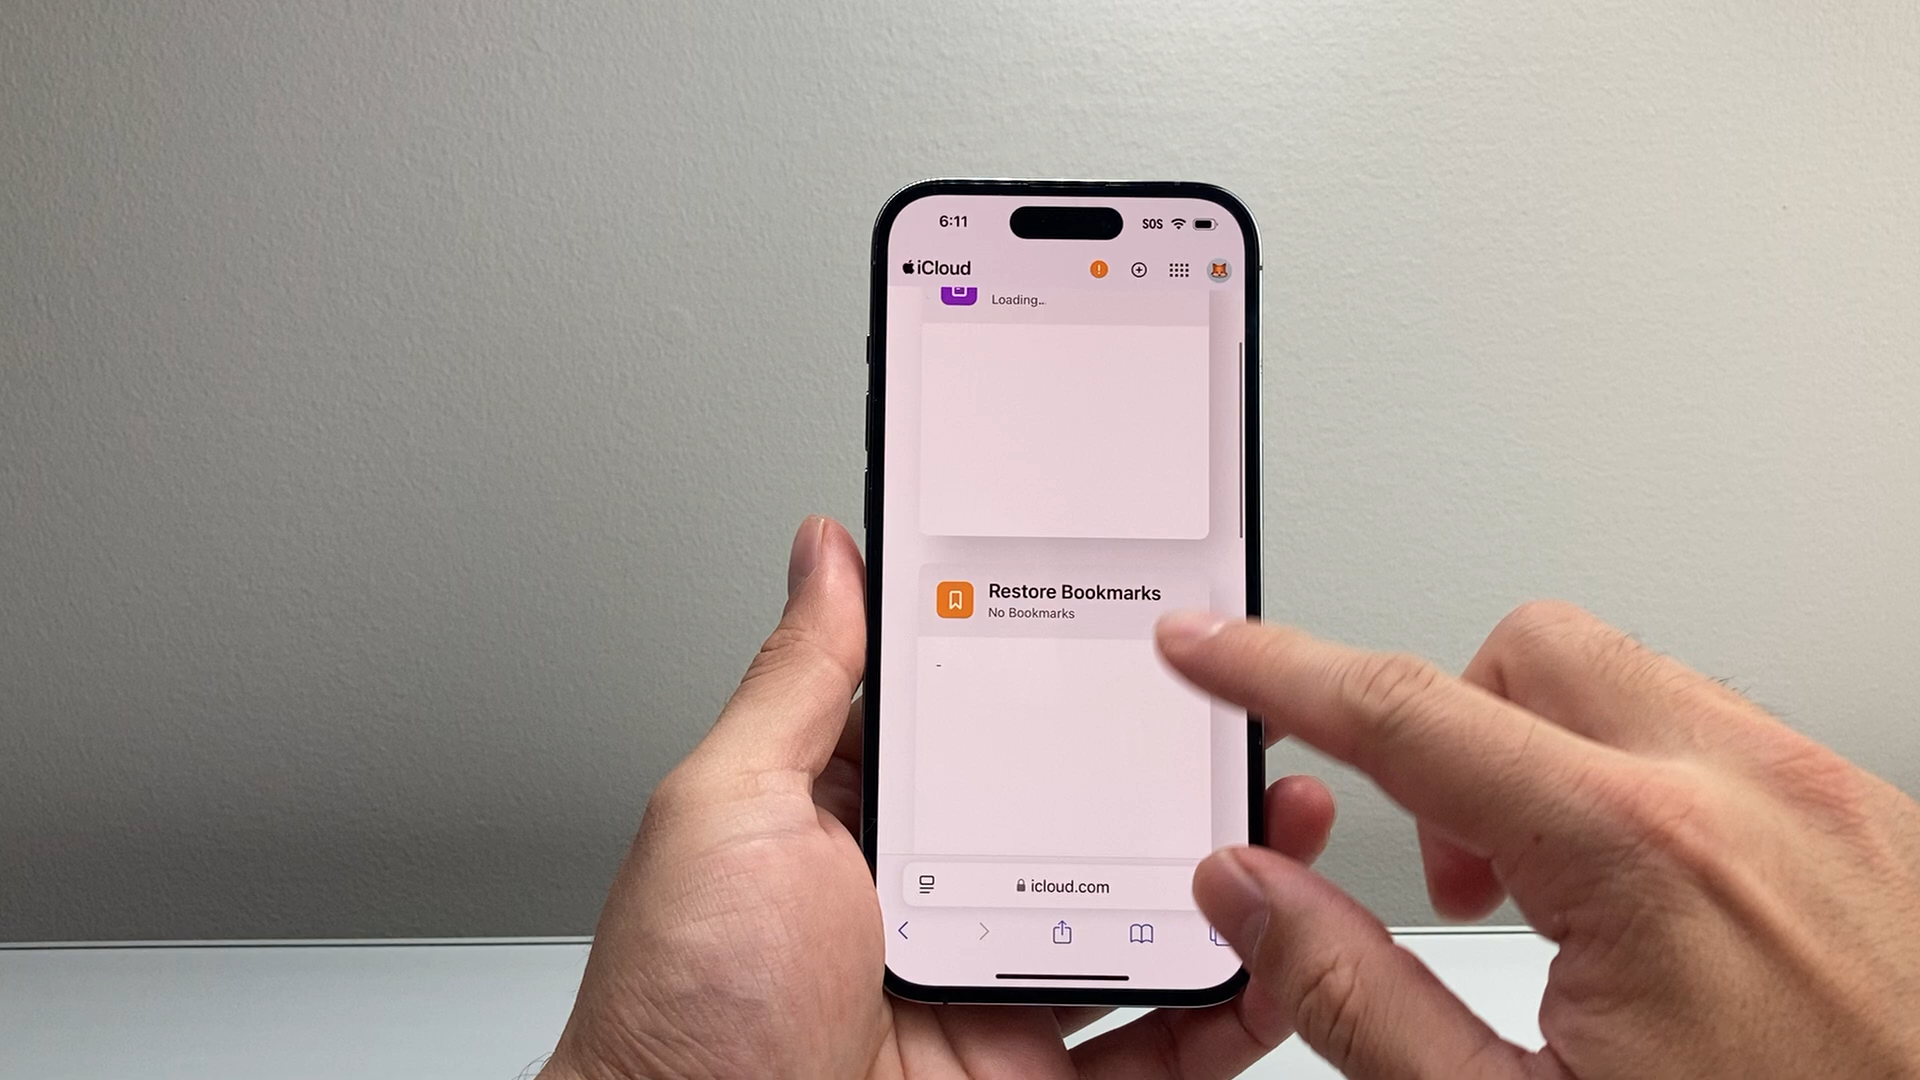 6:11 SOS
iCloud
Loading...
Restore Bookmarks
No Bookmarks
-
icloud.com